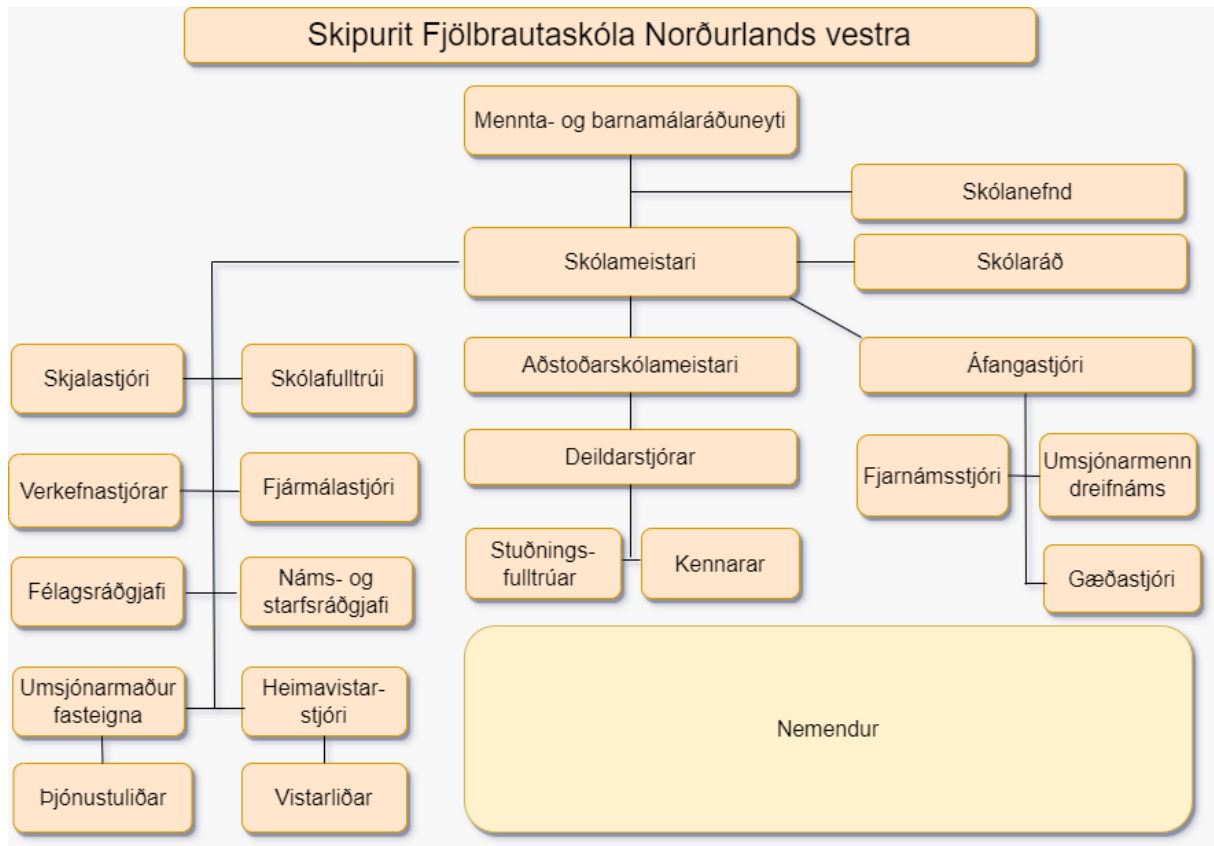 Skipurit Fjölbrautaskóla Norðurlands vestra
Mennta- og barnamálaráðuneyti
Skólanefnd
Skólameistari
Skólaráð
Aðstoðarskólameistari
Áfangastjóri
Skjalastjóri
Skólafulltrúi
Deildarstjórar
Fjarnámsstjóri
Umsjónarmenn
dreifnáms
Verkefnastjórar
Fjármálastjóri
Stuðnings-
fulltrúar
Kennarar
Gæðastjóri
Félagsráðgjafi
Náms- og
starfsráðgjafi
Umsjónarmaður
fasteigna
Heimavistar-
stjóri
Nemendur
Þjónustuliðar
Vistarliðar